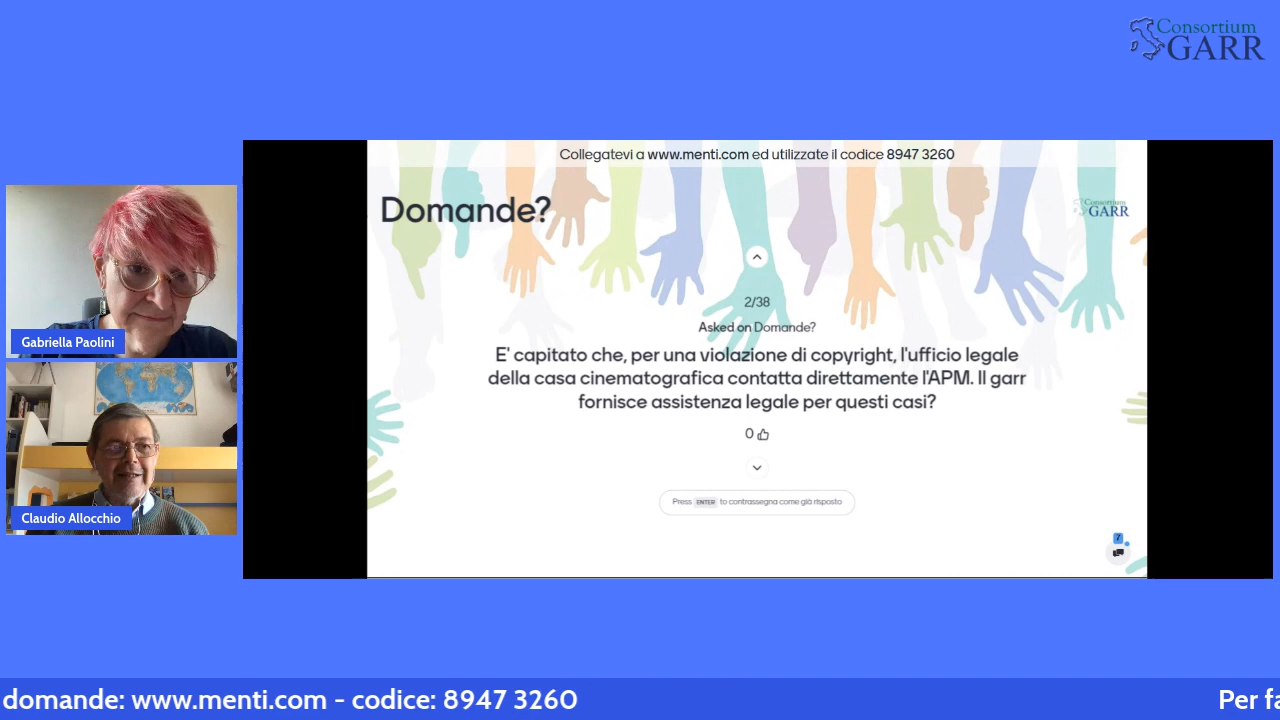 Consortium
GARR
Collegatevi a www.menti.com ed utilizzate il codice 8947 3260
Domande?
Consortium
GARR
2/38
Asked on Domande?
E' capitato che, per una violazione di copyright, l'ufficio legale
della casa cinematografica contatta direttamente l'APM. Il garr
fornisce assistenza legale per questi casi?
0
Press ENTER to contrassegna come già risposto
7
Gabriella Paolini
Claudio Allocchio
domande: www.menti.com - codice: 8947 3260
Per fa